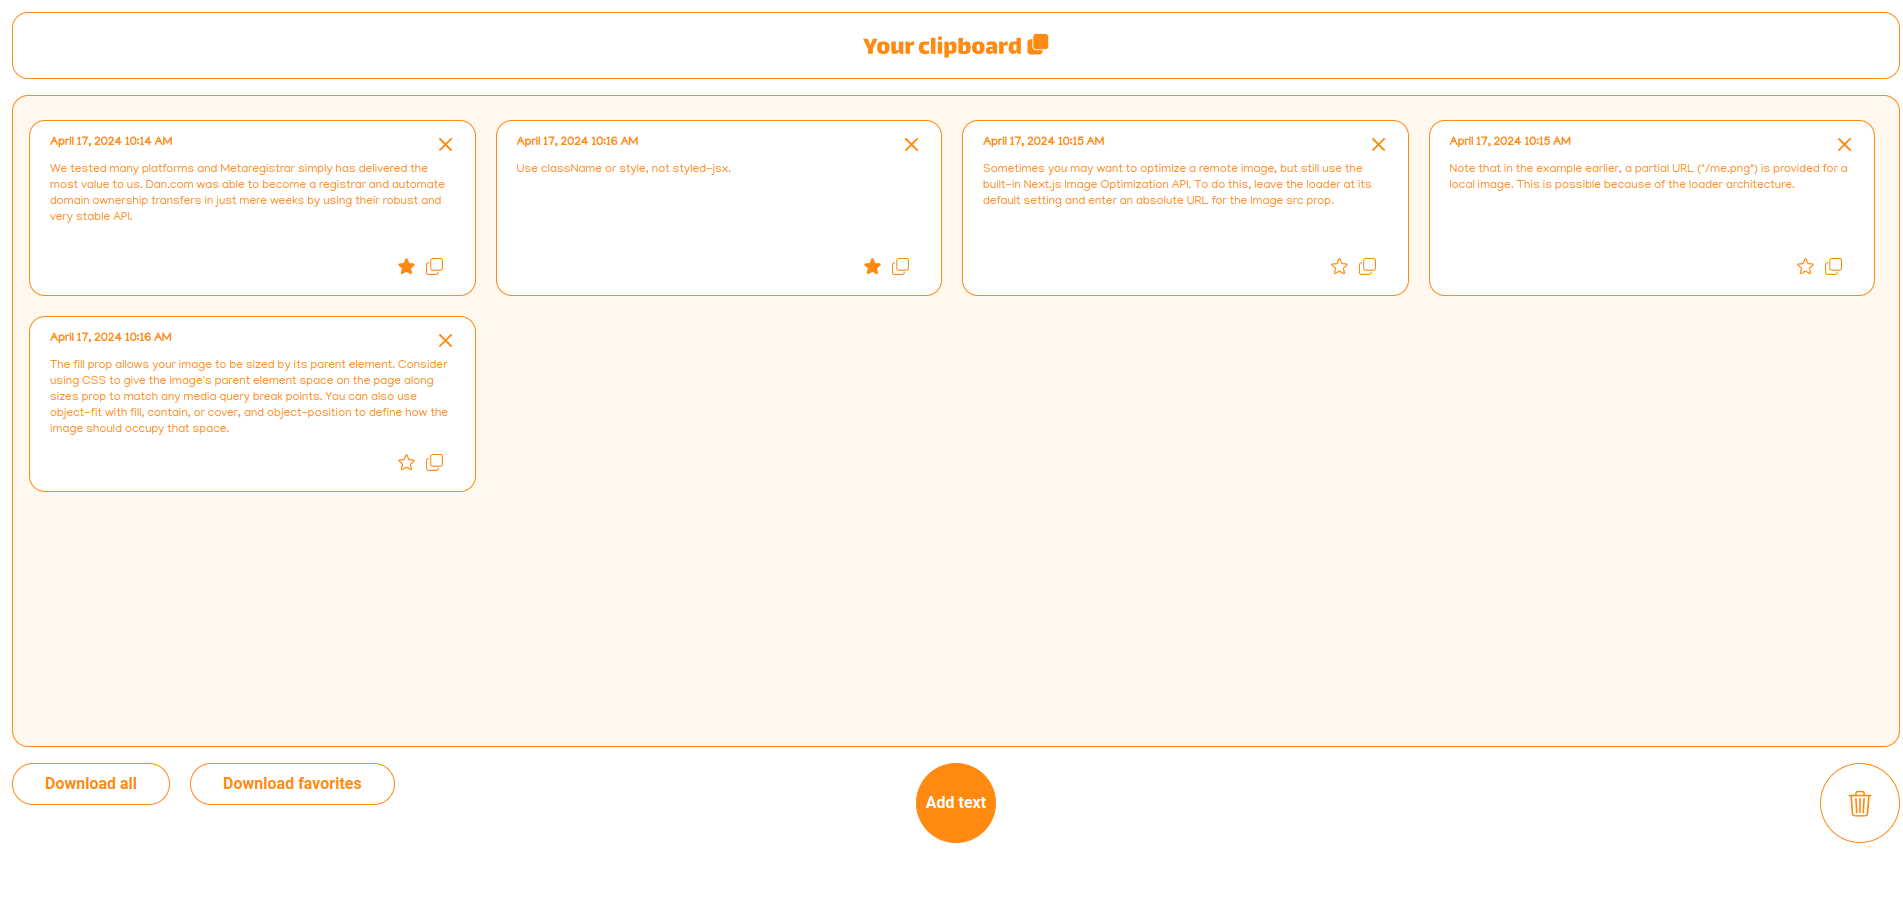 Your clipboard
April 17, 2024 10:14 AM
We tested many platforms and Metaregistrar simply has delivered the
most value to us. Dan.com was able to become a registrar and automate
domain ownership transfers in just mere weeks by using their robust and
very stable API.
April 17, 2024 10:16 AM
Use className or style, not styled-jsx.
April 17, 2024 10:15 AM
Sometimes you may want to optimize a remote image, but still use the
built-in Next.js Image Optimization API. To do this, leave the loader at its
default setting and enter an absolute URL for the Image src prop.
April 17, 2024 10:15 AM
Note that in the example earlier, a partial URL ("/me.png") is provided for a
local image. This is possible because of the loader architecture.
April 17, 2024 10:16 AM
The fill prop allows your image to be sized by its parent element. Consider
using CSS to give the image's parent element space on the page along
sizes prop to match any media query break points. You can also use
object-fit with fill, contain, or cover, and object-position to define how the
image should occupy that space.
Download all
Download favorites
Add text